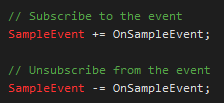 // Subscribe to the event
SampleEvent += OnSampleEvent;
// Unsubscribe from the event
SampleEvent -= OnSampleEvent;